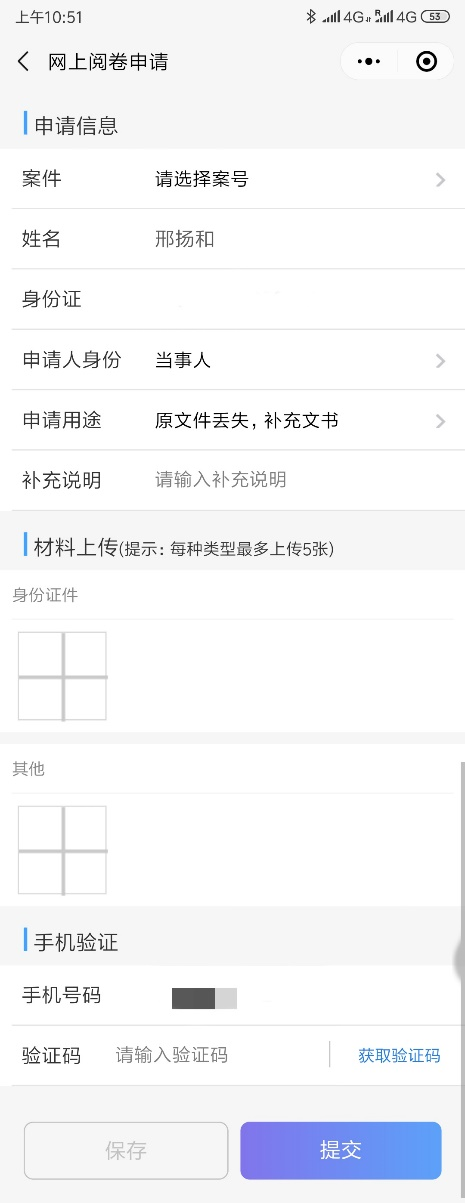 上午10:51 4G 4G 53
网上阅卷申请
申请信息
案件 请选择案号
姓名 邢扬和
身份证
申请人身份 当事人
申请用途 原文件丢失，补充文书
补充说明 请输入补充说明
材料上传(提示：每种类型最多上传5张)
身份证件
其他
手机验证
手机号码
验证码 请输入验证码 获取验证码
保存 提交